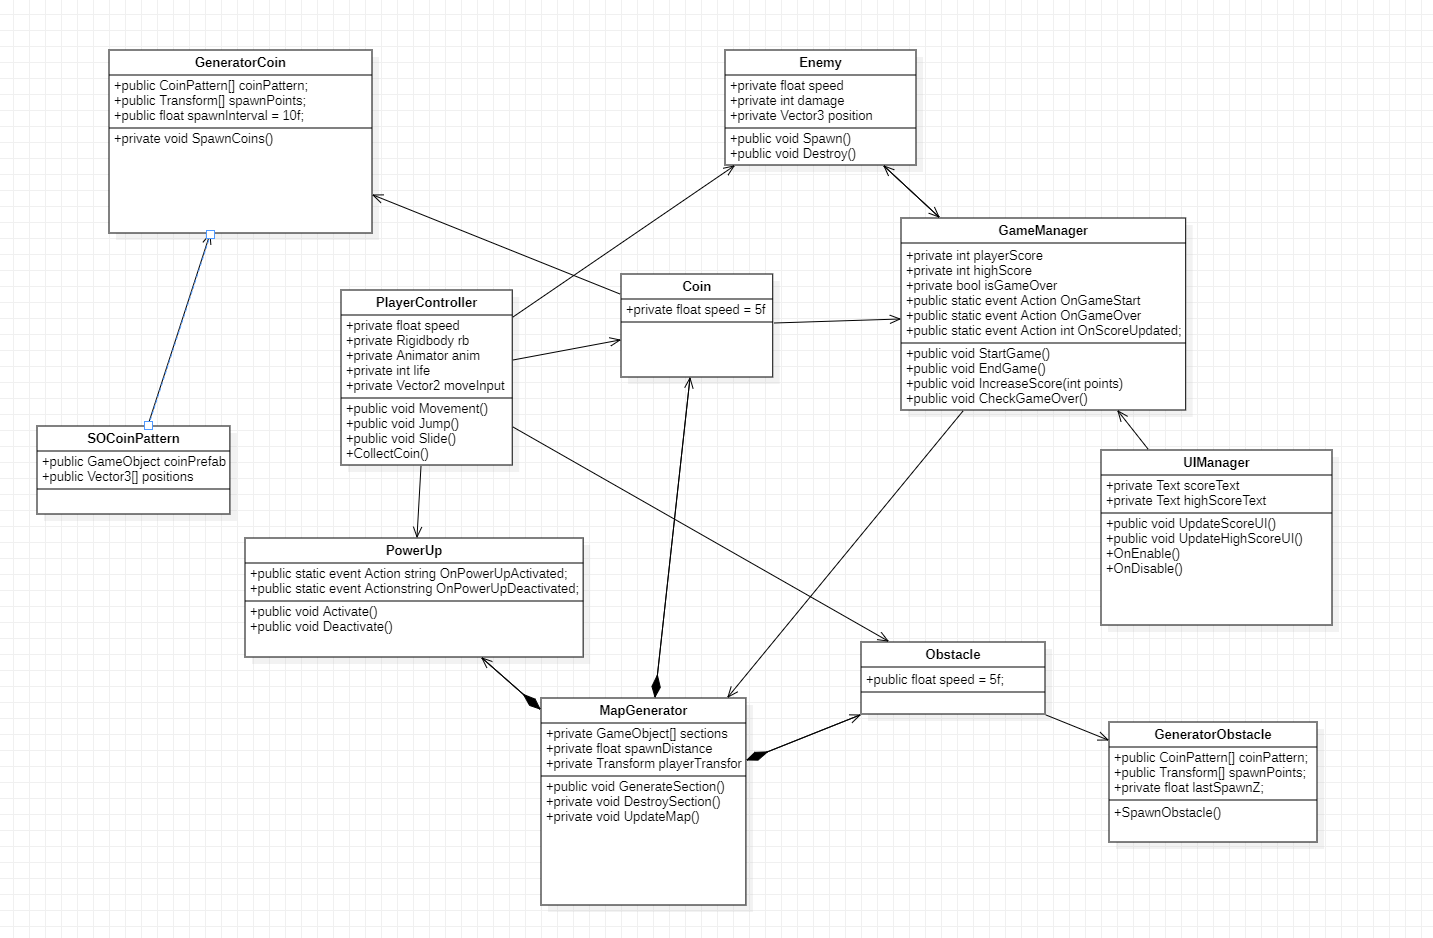 GeneratorCoin
+public CoinPattern[] coinPattern;
+public Transform[] spawnPoints;
+public float spawnInterval = 10f;
+private void SpawnCoins()
Enemy
+private float speed
+private int damage
+private Vector3 position
+public void Spawn()
+public void Destroy()
GameManager
+private int playerScore
+private int highScore
+private bool isGameOver
+public static event Action OnGameStart
+public static event Action OnGameOver
+public static event Action int OnScoreUpdated;
+public void StartGame()
+public void EndGame()
+public void IncreaseScore(int points)
+public void CheckGameOver()
Coin
+private float speed = 5f
PlayerController
+private float speed
+private Rigidbody rb
+private Animator anim
+private int life
+private Vector2 moveInput
+public void Movement()
+public void Jump()
+public void Slide()
+CollectCoin()
SOCoinPattern
+public GameObject coinPrefab
+public Vector3[] positions
UIManager
+private Text scoreText
+private Text highScoreText
+public void UpdateScoreUI()
+public void UpdateHighScoreUI()
+OnEnable()
+OnDisable()
PowerUp
+public static event Action string OnPowerUpActivated;
+public static event Actionstring OnPowerUpDeactivated;
+public void Activate()
+public void Deactivate()
Obstacle
+public float speed = 5f;
MapGenerator
+private GameObject[] sections
+private float spawnDistance
+private Transform playerTransfor
+public void GenerateSection()
+private void DestroySection()
+private void UpdateMap()
GeneratorObstacle
+public CoinPattern[] coinPattern;
+public Transform[] spawnPoints;
+private float lastSpawnZ;
+SpawnObstacle()